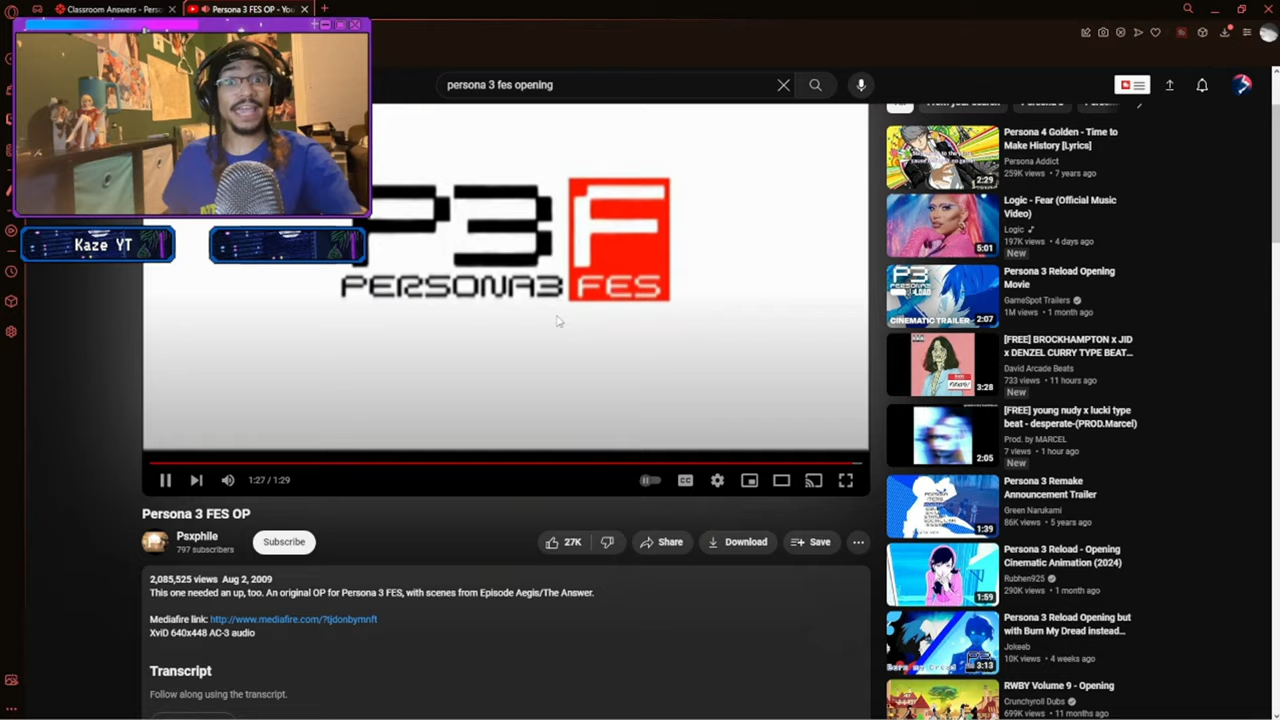 Classroom Answers - Perso
Persona 3 FES OP - You
persona 3 fes opening
Kaze YT
P3F
PERSONA3 FES
1:27 / 1:29
Persona 3 FES OP
Psxphile
797 subscribers
Subscribe
27K
Share
Download
Save
2,085,525 views Aug 2, 2009
This one needed an up, too. An original OP for Persona 3 FES, with scenes from Episode Aegis/The Answer.
Mediafire link: http://www.mediafire.com/?tjdonbymnft
XviD 640x448 AC-3 audio
Transcript
Follow along using the transcript.
2:29
Persona 4 Golden - Time to
Make History [Lyrics]
Persona Addict
259K views • 7 years ago
5:01
Logic - Fear (Official Music
Video)
Logic
197K views • 4 days ago
New
CINEMATIC TRAILER
2:07
Persona 3 Reload Opening
Movie
GameSpot Trailers
1M views • 1 month ago
3:28
[FREE] BROCKHAMPTON x JID
x DENZEL CURRY TYPE BEAT...
David Arcade Beats
733 views • 11 hours ago
New
2:05
[FREE] young nudy x lucki type
beat - desperate-(PROD.Marcel)
Prod. by MARCEL
7 views • 1 hour ago
New
1:39
Persona 3 Remake
Announcement Trailer
Green Narukami
86K views • 5 years ago
1:59
Persona 3 Reload - Opening
Cinematic Animation (2024)
Rubhen925
290K views • 1 month ago
3:13
Persona 3 Reload Opening but
with Burn My Dread instead...
Jokeeb
10K views • 4 weeks ago
RWBY Volume 9 - Opening
Crunchyroll Dubs
699K views • 11 months ago